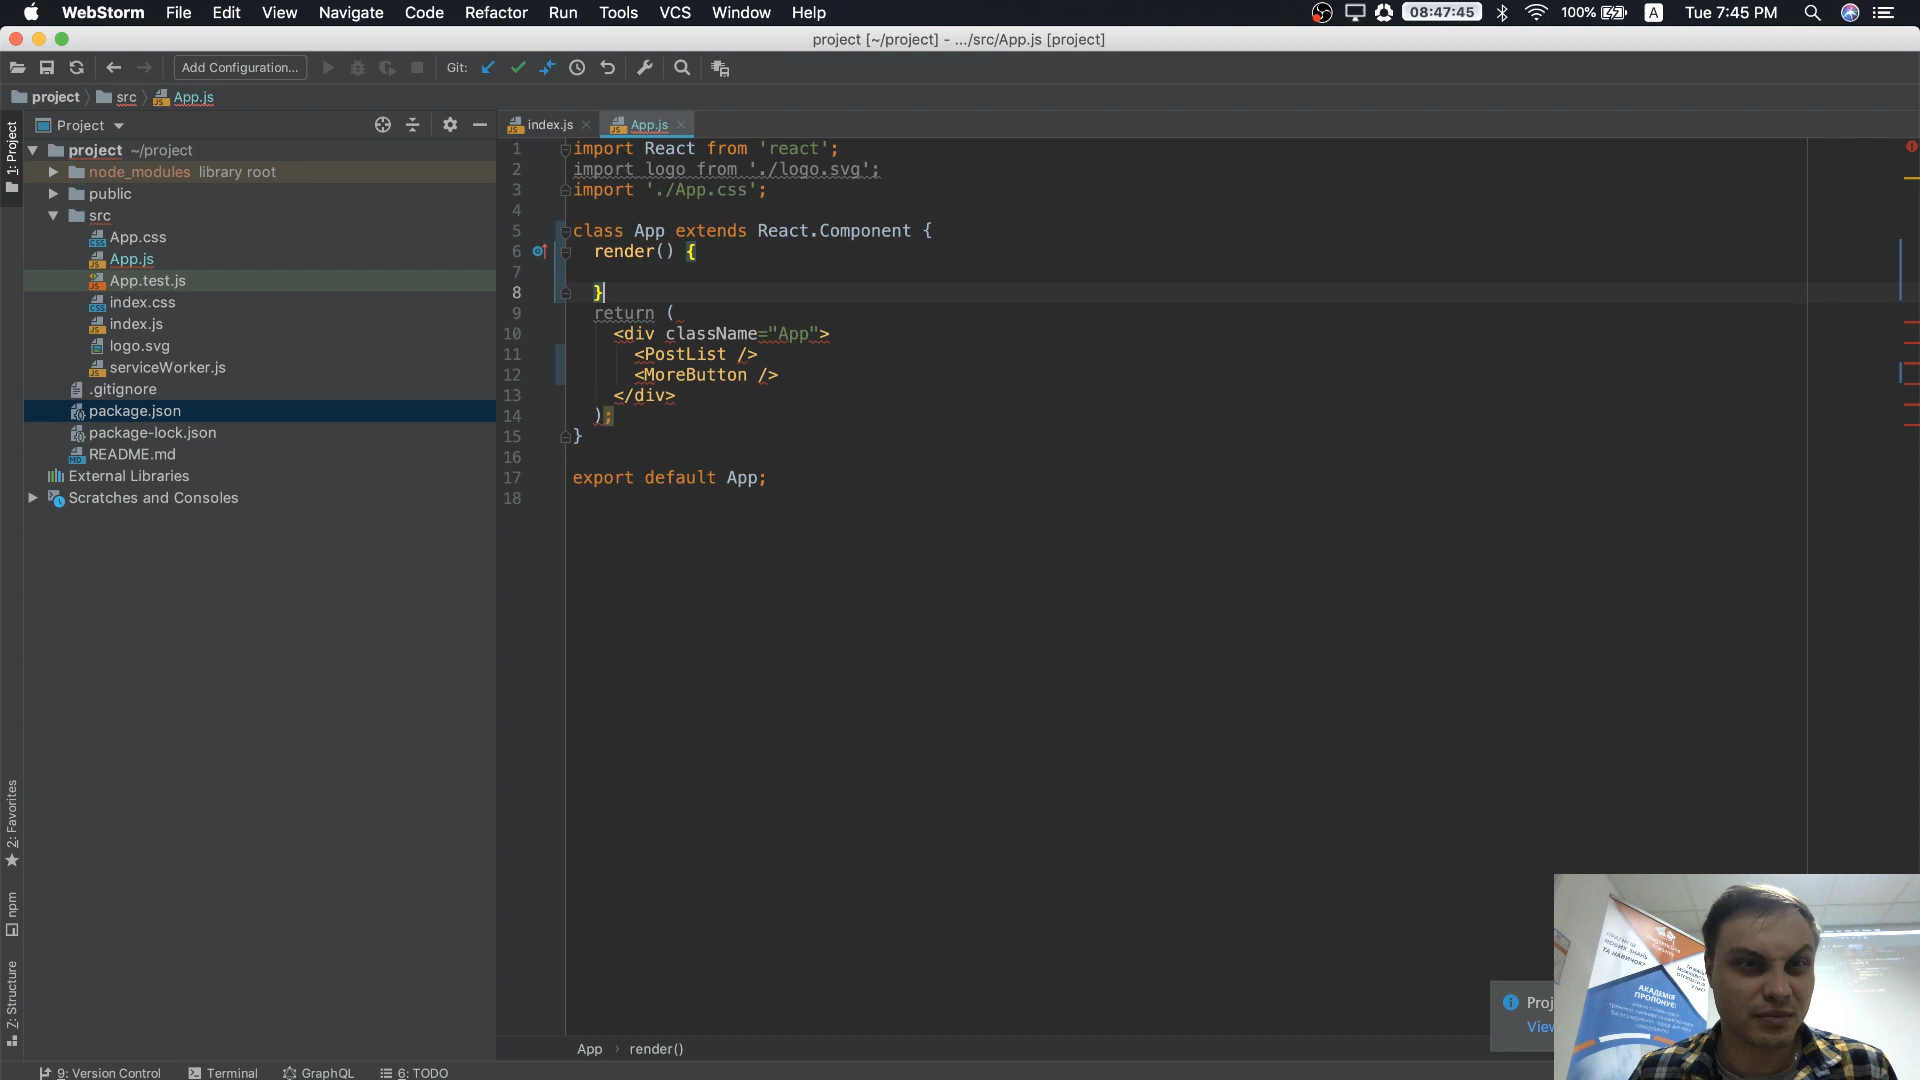 WebStorm File Edit View Navigate Code Refactor Run Tools VCS Window Help 08:47:45 100% A Tue 7:45 PM
project [~/project] - .../src/App.js [project]
Add Configuration... Git:
project src App.js
1: Project
Project
index.js App.js
project ~/project
node_modules library root
public
src
App.css
App.js
App.test.js
index.css
index.js
logo.svg
serviceWorker.js
.gitignore
package.json
package-lock.json
README.md
External Libraries
Scratches and Consoles
1 import React from 'react';
2 import logo from './logo.svg';
3 import './App.css';
4
5 class App extends React.Component {
6 render() {
7
8 }
9 return (
10 <div className="App">
11 <PostList />
12 <MoreButton />
13 </div>
14 );
15 }
16
17 export default App;
18
2: Favorites
npm
7: Structure
App render()
9: Version Control Terminal GraphQL 6: TODO
Proj
View
ПРАГНЕШ
НОВИХ ЗНАНЬ
ТА НАВИЧОК?
АКАДЕМІЯ
ПРОПОНУЄ: